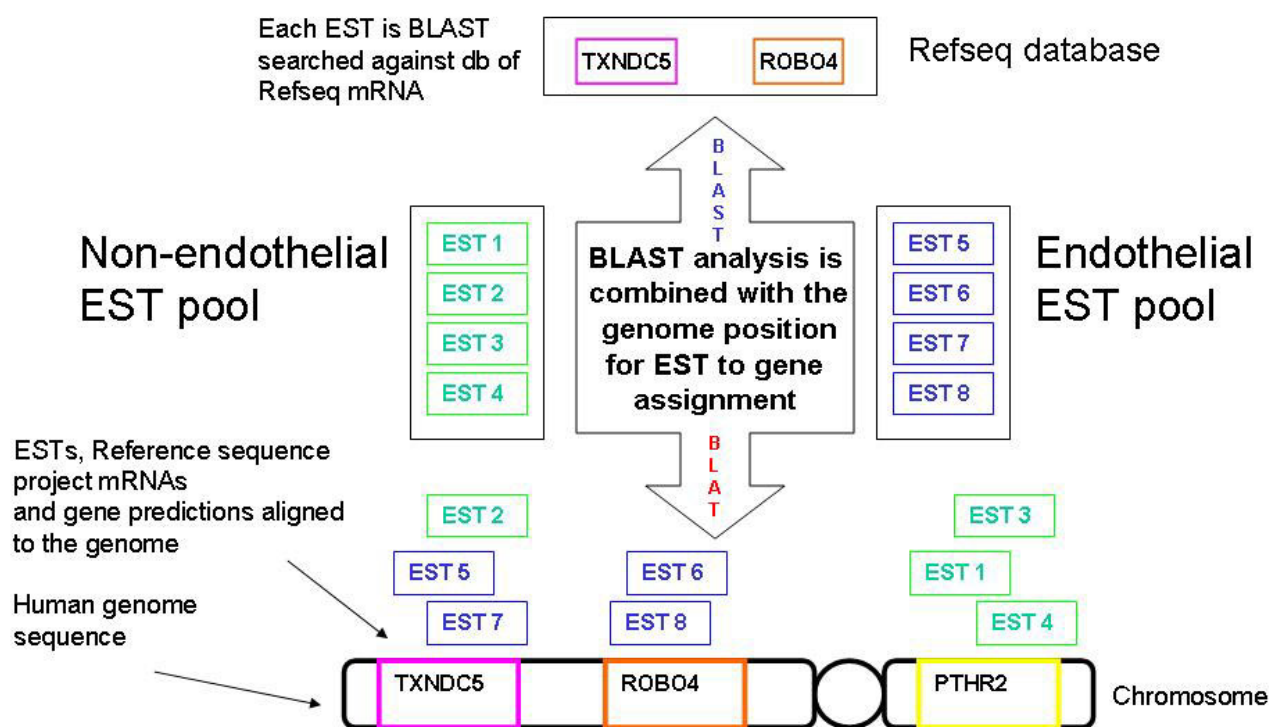 Each EST is BLAST
searched against db of
Refseq mRNA
TXNDC5
ROBO4
Refseq database
BLAST
Non-endothelial
EST pool
EST 1
EST 2
EST 3
EST 4
BLAST analysis is
combined with the
genome position
for EST to gene
assignment
EST 5
EST 6
EST 7
EST 8
Endothelial
EST pool
BLAT
ESTs, Reference sequence
project mRNAs
and gene predictions aligned
to the genome
EST 2
EST 5
EST 7
EST 6
EST 8
EST 3
EST 1
EST 4
Human genome
sequence
TXNDC5
ROBO4
PTHR2
Chromosome